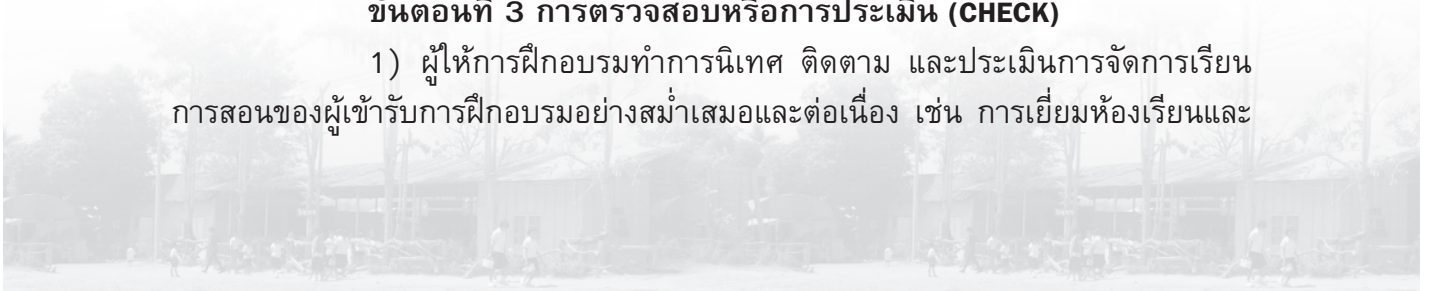 ขั้นตอนที่ 3 การตรวจสอบหรือการประเมิน (CHECK)
1) ผู้ให้การฝึกอบรมทำการนิเทศ ติดตาม และประเมินการจัดการเรียน
การสอนของผู้เข้ารับการฝึกอบรมอย่างสม่ำเสมอและต่อเนื่อง เช่น การเยี่ยมห้องเรียนและ